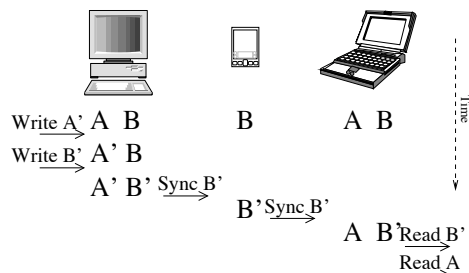 Time
Write A’ A B B A B
Write B’ A’ B
A’ B’ Sync B’
B’ Sync B’
A B’ Read B’
Read A